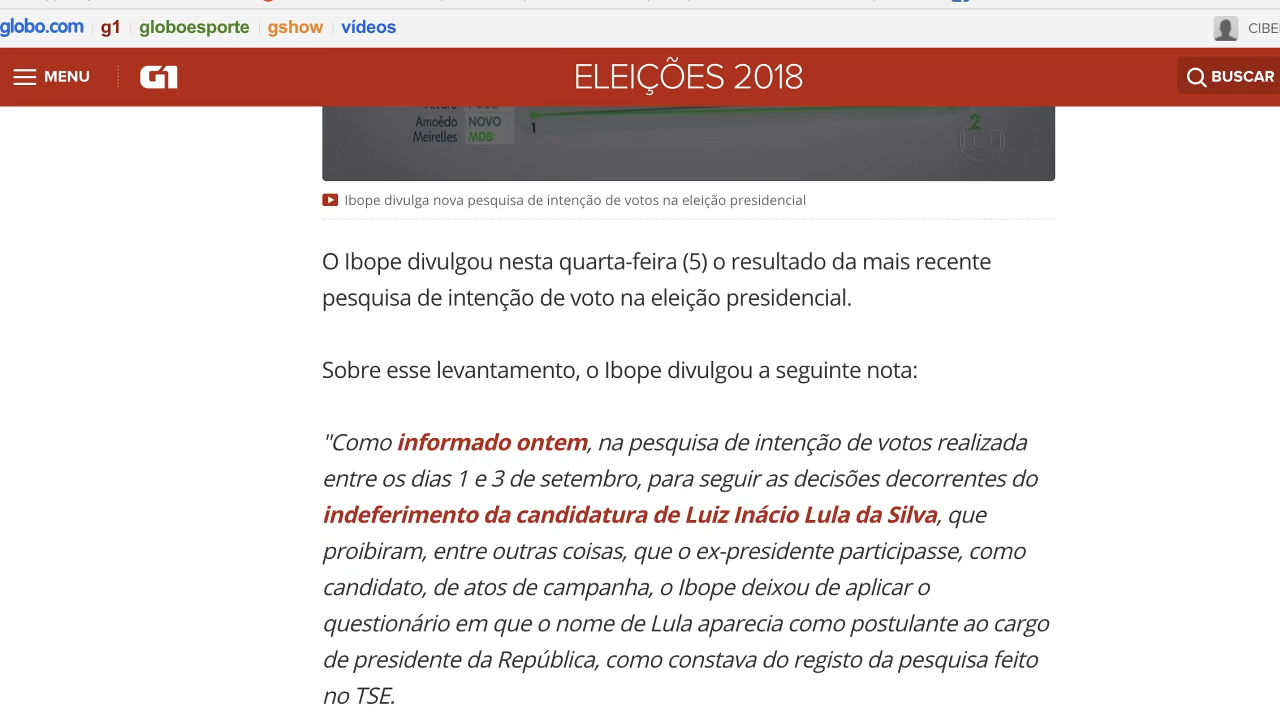 globo.com g1 globoesporte gshow vídeos CIBE
MENU G1 ELEIÇÕES 2018 BUSCAR
Amoêdo NOVO 1 2
Meirelles MDB
Ibope divulga nova pesquisa de intenção de votos na eleição presidencial
O Ibope divulgou nesta quarta-feira (5) o resultado da mais recente
pesquisa de intenção de voto na eleição presidencial.
Sobre esse levantamento, o Ibope divulgou a seguinte nota:
"Como informado ontem, na pesquisa de intenção de votos realizada
entre os dias 1 e 3 de setembro, para seguir as decisões decorrentes do
indeferimento da candidatura de Luiz Inácio Lula da Silva, que
proibiram, entre outras coisas, que o ex-presidente participasse, como
candidato, de atos de campanha, o Ibope deixou de aplicar o
questionário em que o nome de Lula aparecia como postulante ao cargo
de presidente da República, como constava do registo da pesquisa feito
no TSE.